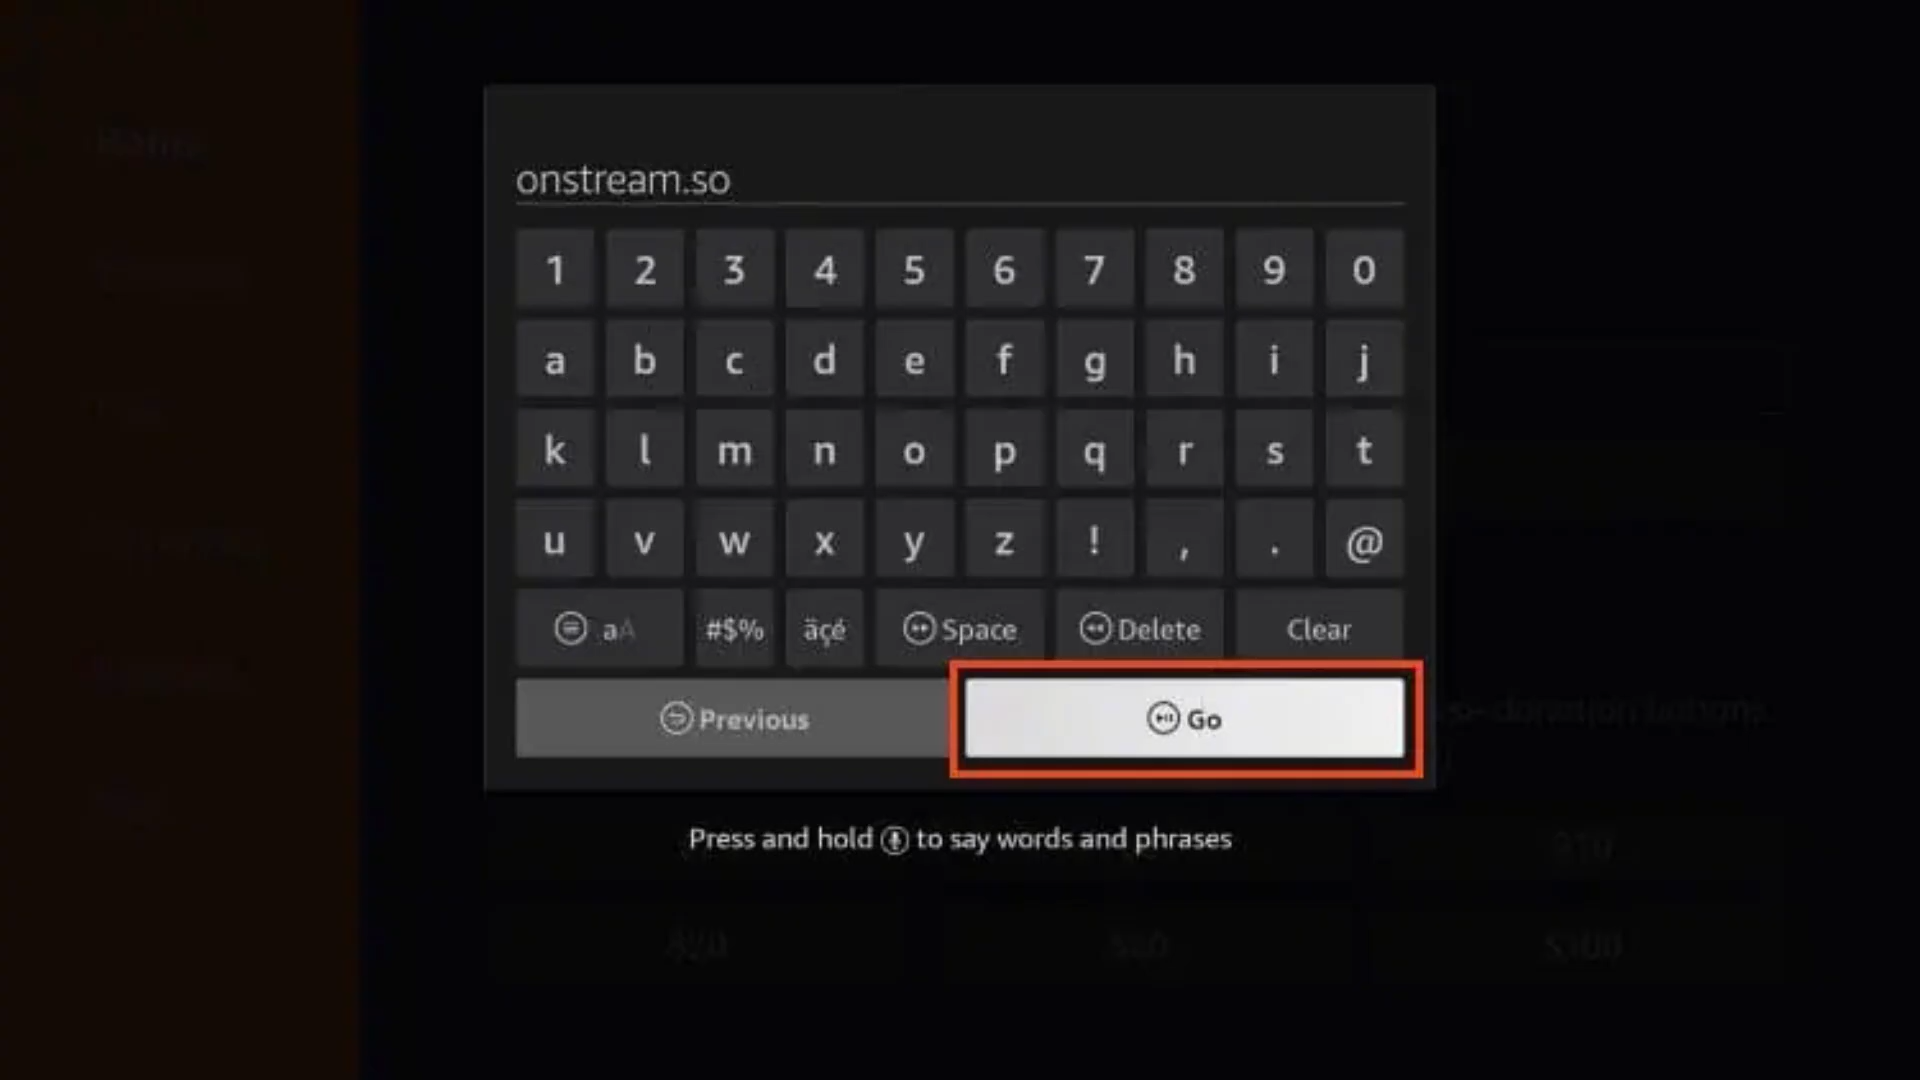 onstream.so
1 2 3 4 5 6 7 8 9 0
a b c d e f g h i j
k l m n o p q r s t
u v w x y z ! , . @
aA #$% äçé Space Delete Clear
Previous Go
Press and hold to say words and phrases